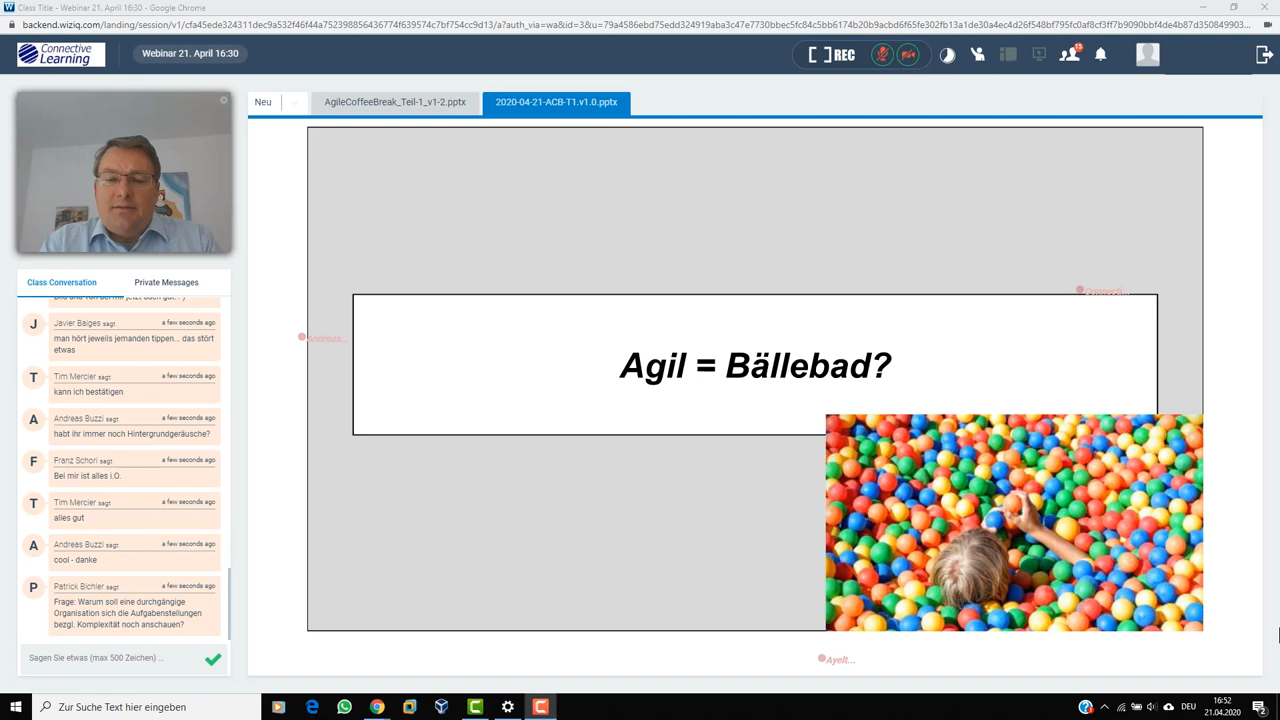 Class Title - Webinar 21. April 16:30 - Google Chrome
Connective
Learning
Webinar 21. April 16:30
REC
15
Neu
AgileCoffeeBreak_Teil-1_v1-2.pptx
2020-04-21-ACB-T1.v1.0.pptx
Class Conversation
Private Messages
Javier Baiges sagt
a few seconds ago
man hört jeweils jemanden tippen... das stört
etwas
Tim Mercier sagt
a few seconds ago
kann ich bestätigen
Andreas Buzzi sagt
a few seconds ago
habt ihr immer noch Hintergrundgeräusche?
Franz Schori sagt
a few seconds ago
Bei mir ist alles i.O.
Tim Mercier sagt
a few seconds ago
alles gut
Andreas Buzzi sagt
a few seconds ago
cool - danke
Patrick Bichler sagt
a few seconds ago
Frage: Warum soll eine durchgängige
Organisation sich die Aufgabenstellungen
bezgl. Komplexität noch anschauen?
Sagen Sie etwas (max 500 Zeichen) ...
Connecti...
Andreas...
Agil = Bällebad?
Ayelt...
Zur Suche Text hier eingeben
DEU
16:52
21.04.2020
2
J
T
A
F
T
A
P